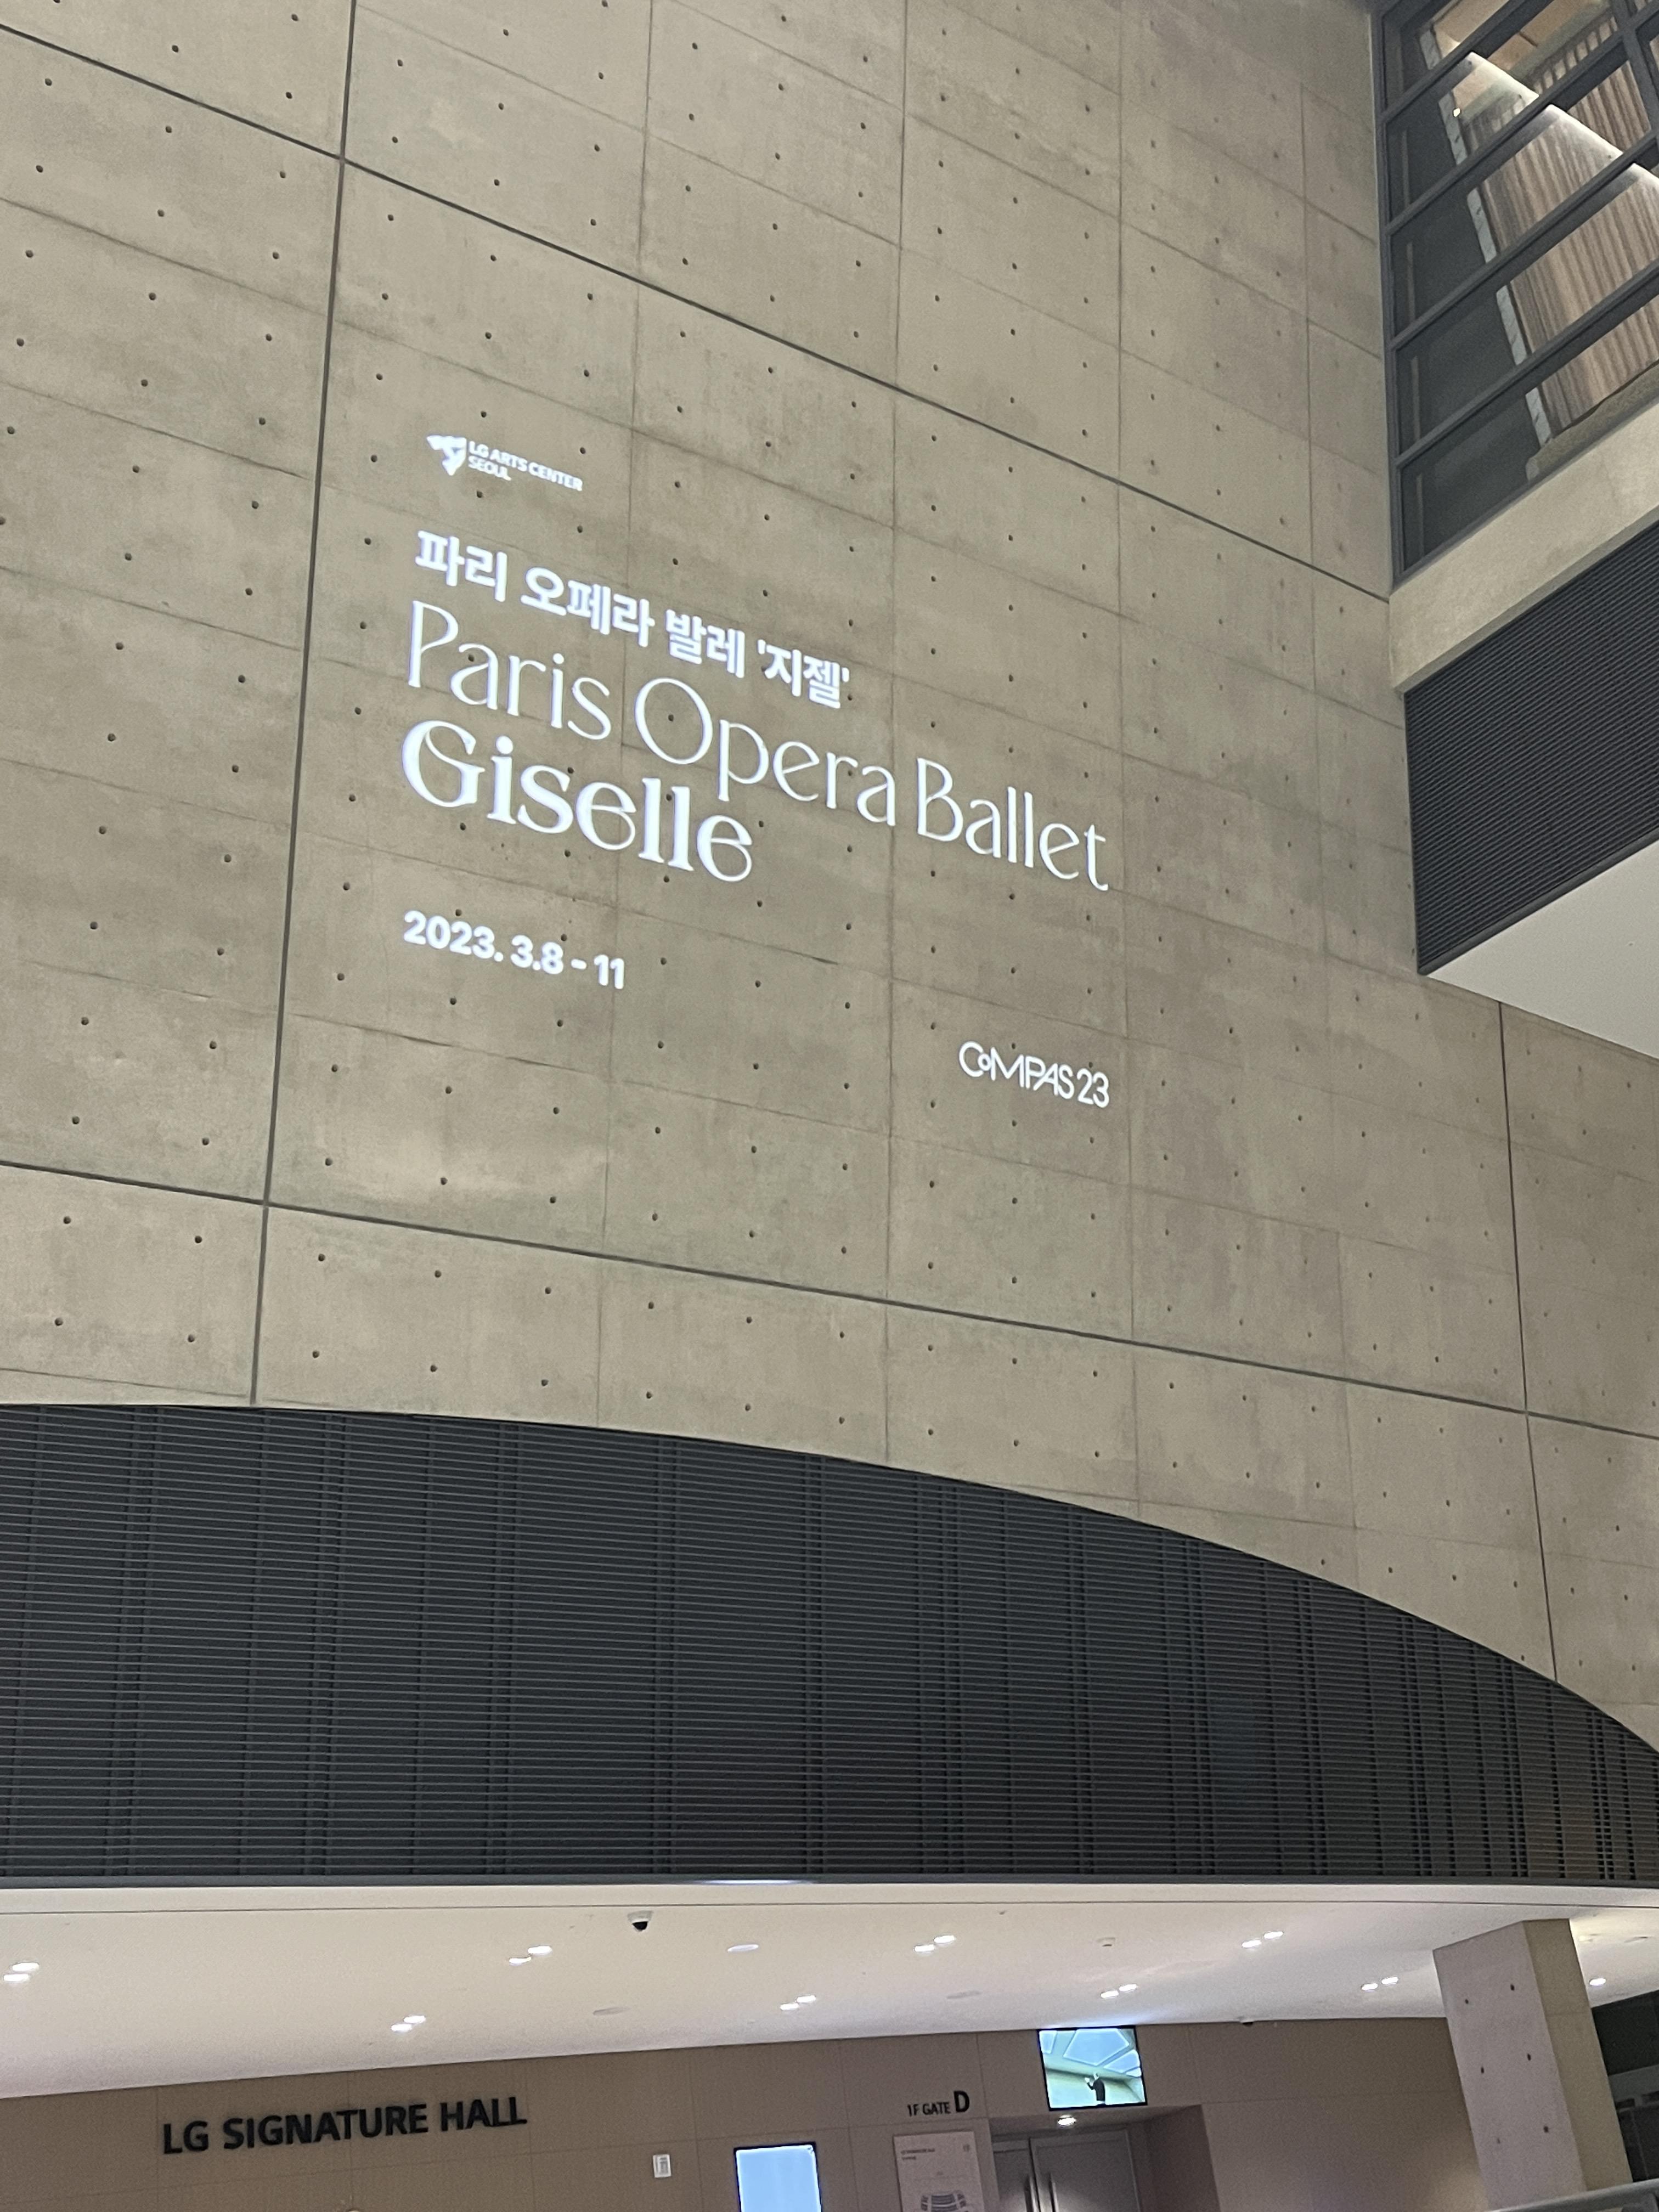 LG ARTS CENTER
SEOUL
파리 오페라 발레 '지젤'
Paris Opera Ballet
Giselle
2023. 3.8 - 11
CoMPAS 23
LG SIGNATURE HALL
1F GATE D